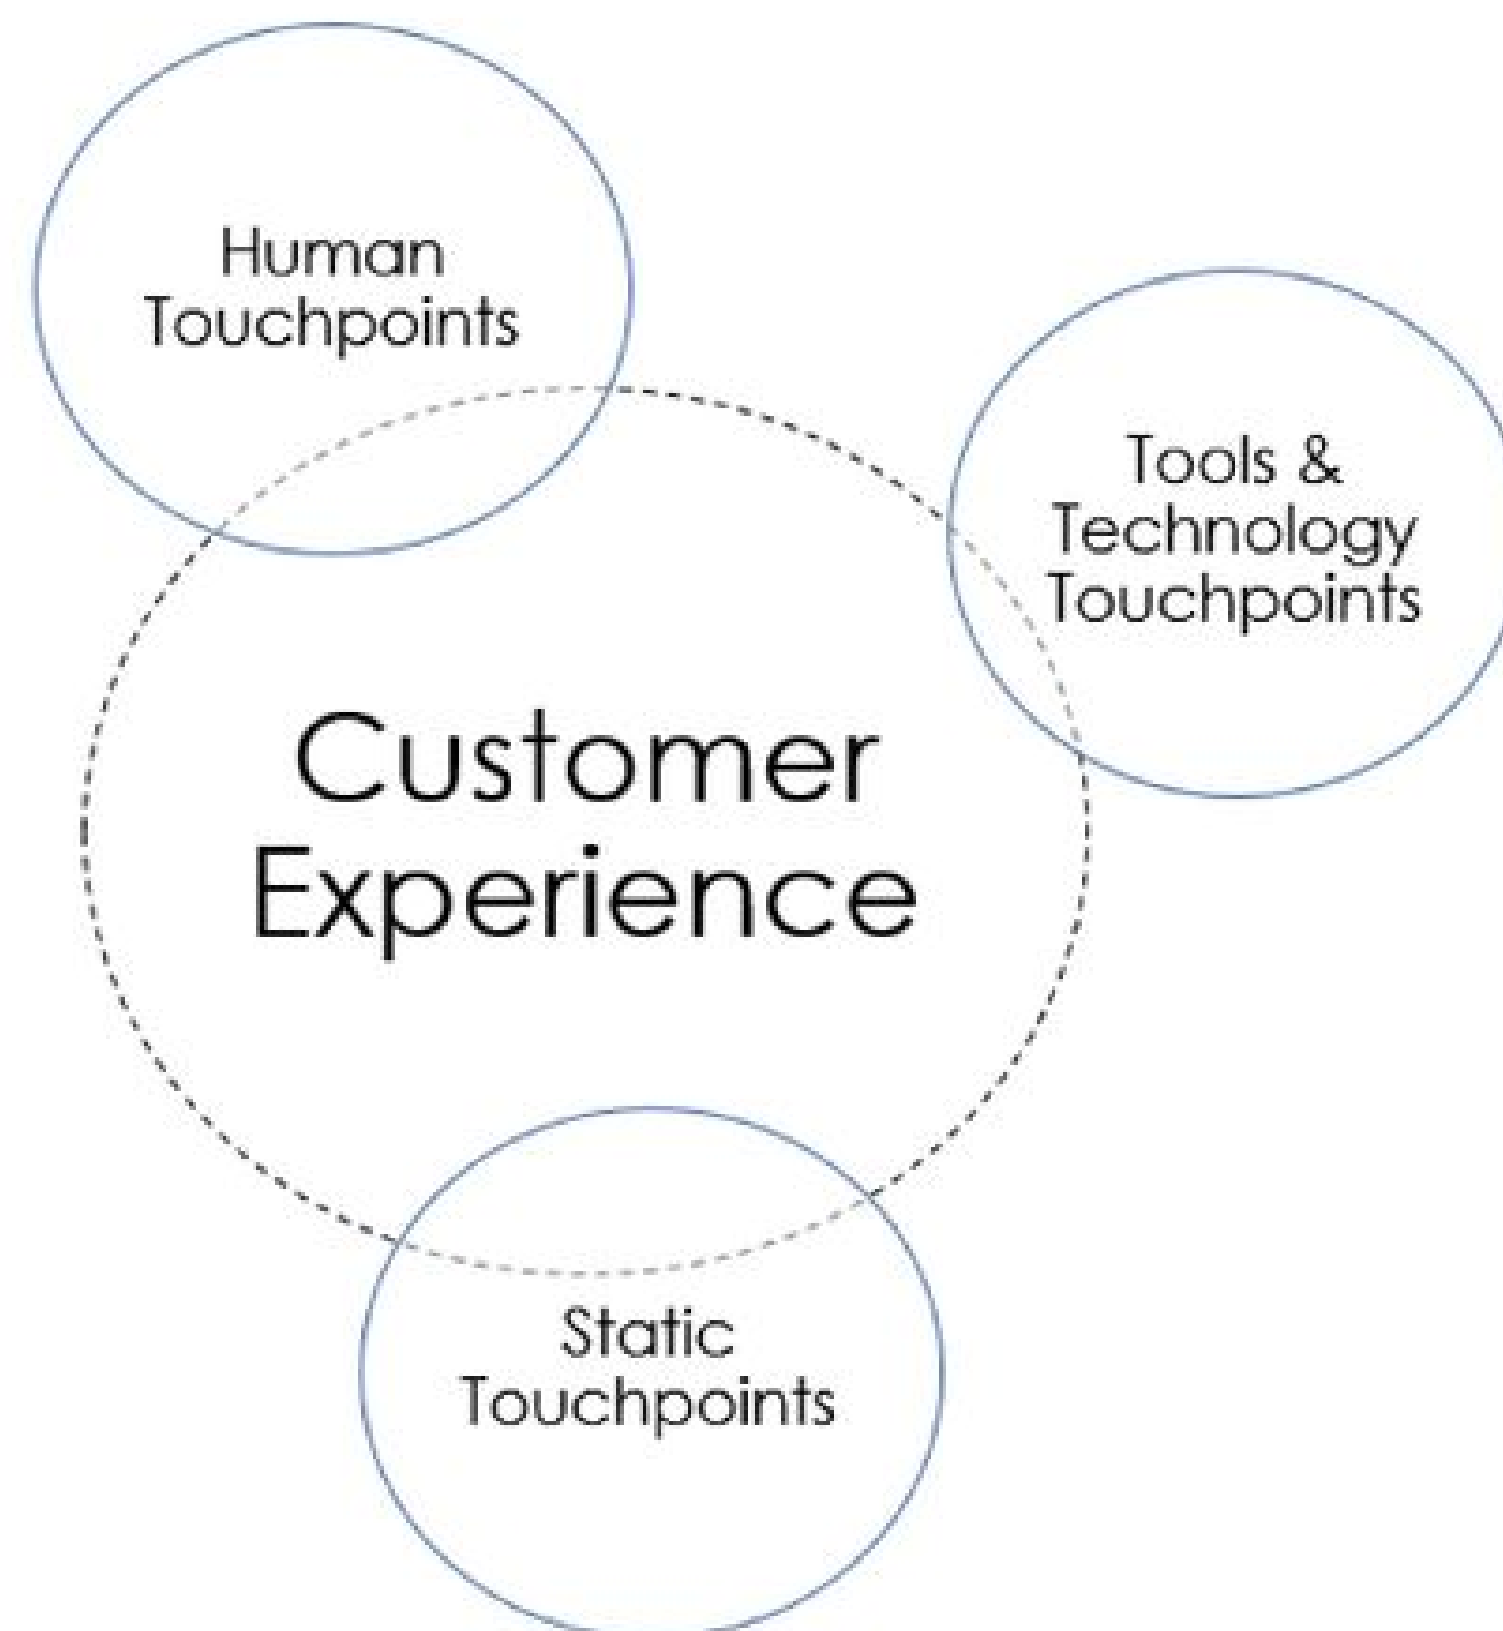 Human
Touchpoints
Tools &
Technology
Touchpoints
Customer
Experience
Static
Touchpoints